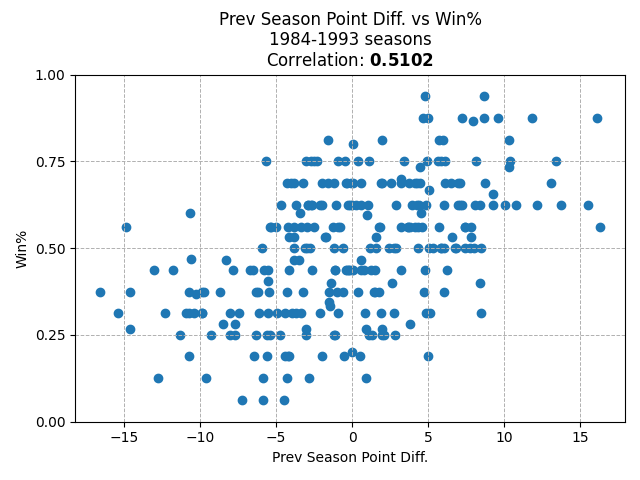 Prev Season Point Diff. vs Win%
1984-1993 seasons
Correlation: 0.5102
1.00
0.75
0.50
0.25
0.00
Win%
−15
−10
−5
0
5
10
15
Prev Season Point Diff.